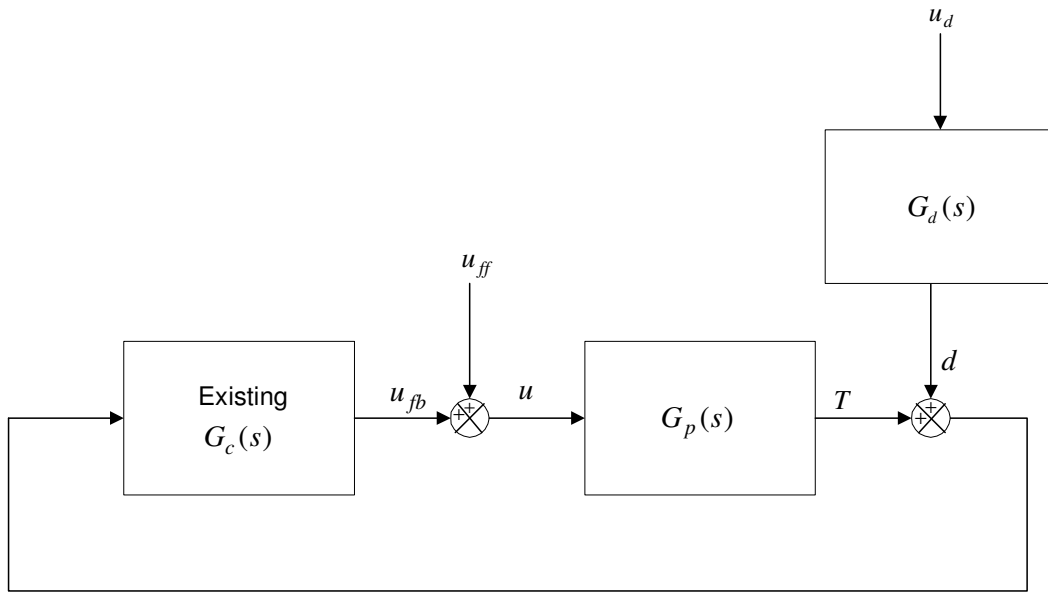 u_d
G_d(s)
u_ff
d
Existing
G_c(s)
u_fb
+
+
u
G_p(s)
T
+
+